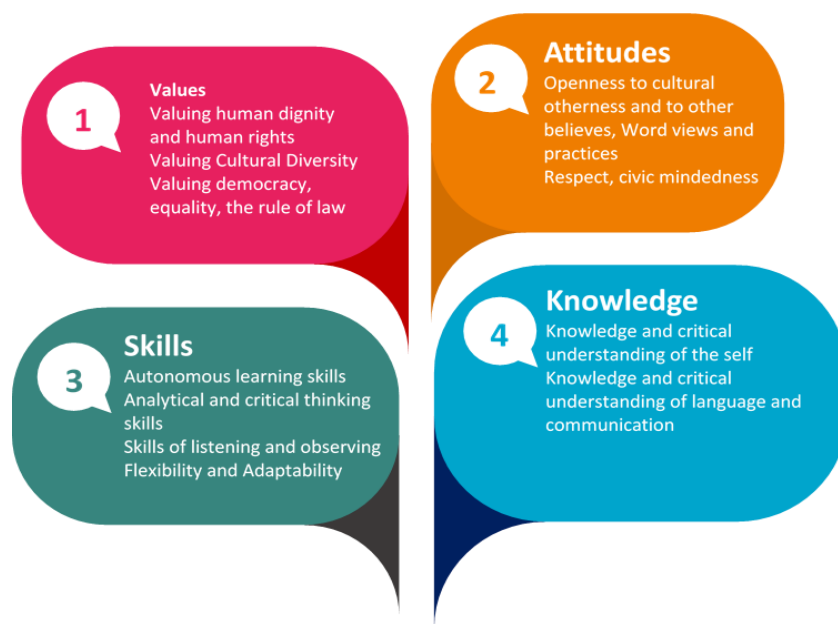 1
Values
Valuing human dignity
and human rights
Valuing Cultural Diversity
Valuing democracy,
equality, the rule of law
2
Attitudes
Openness to cultural
otherness and to other
believes, Word views and
practices
Respect, civic mindedness
3
Skills
Autonomous learning skills
Analytical and critical thinking
skills
Skills of listening and observing
Flexibility and Adaptability
4
Knowledge
Knowledge and critical
understanding of the self
Knowledge and critical
understanding of language and
communication